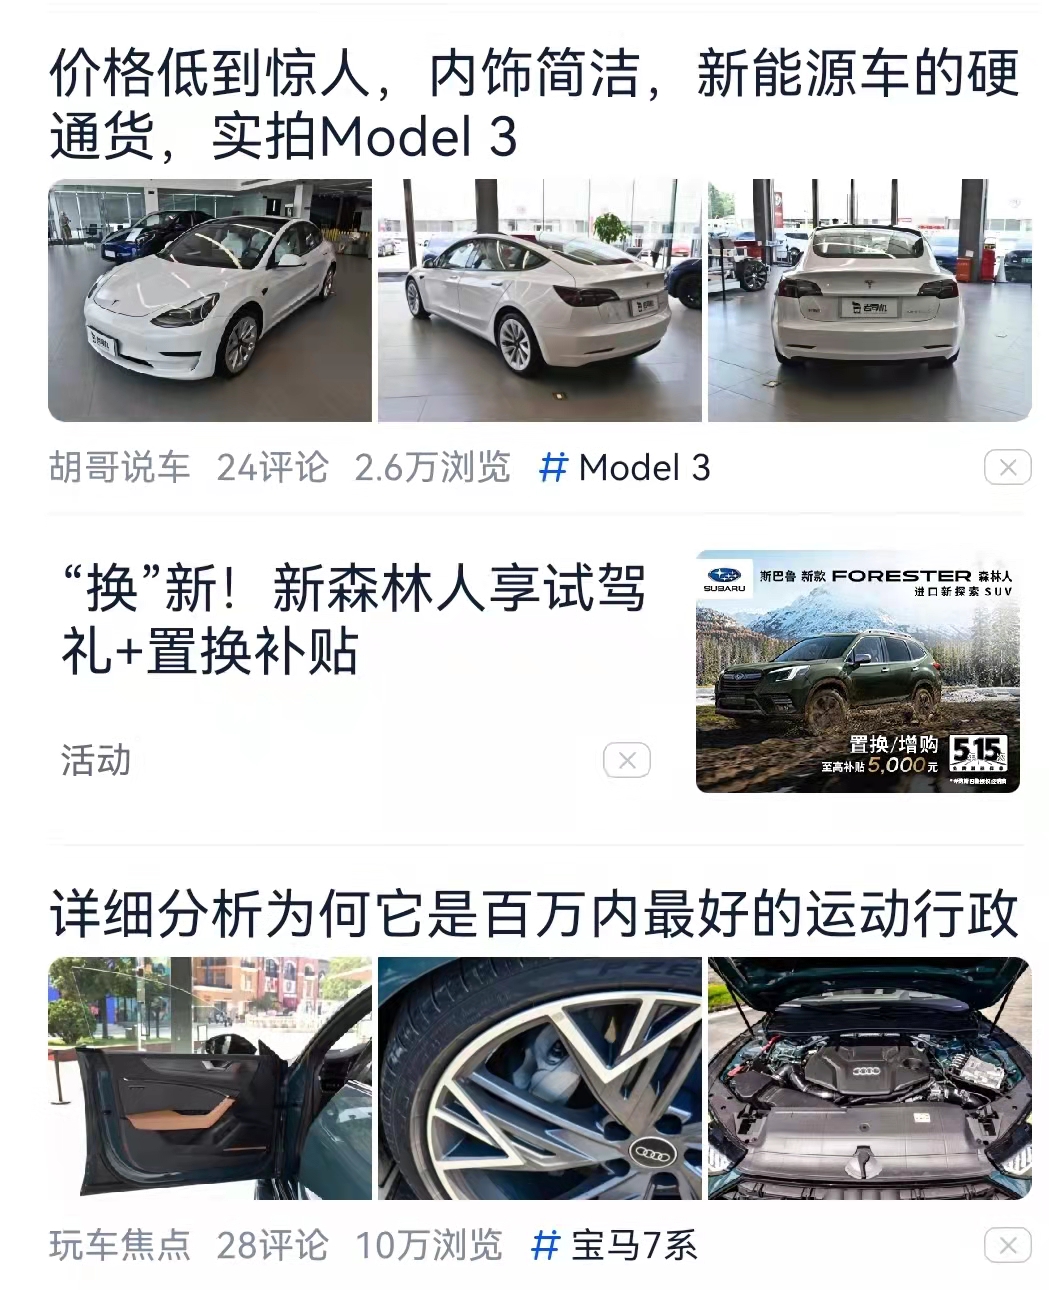 价格低到惊人，内饰简洁，新能源车的硬
通货，实拍Model 3
胡哥说车 24评论 2.6万浏览 # Model 3
“换”新！新森林人享试驾
礼+置换补贴
活动
SUBARU
斯巴鲁 新款 FORESTER 森林人
进口新探索SUV
置换/增购
至高补贴5,000元
515
详细分析为何它是百万内最好的运动行政
玩车焦点 28评论 10万浏览 # 宝马7系